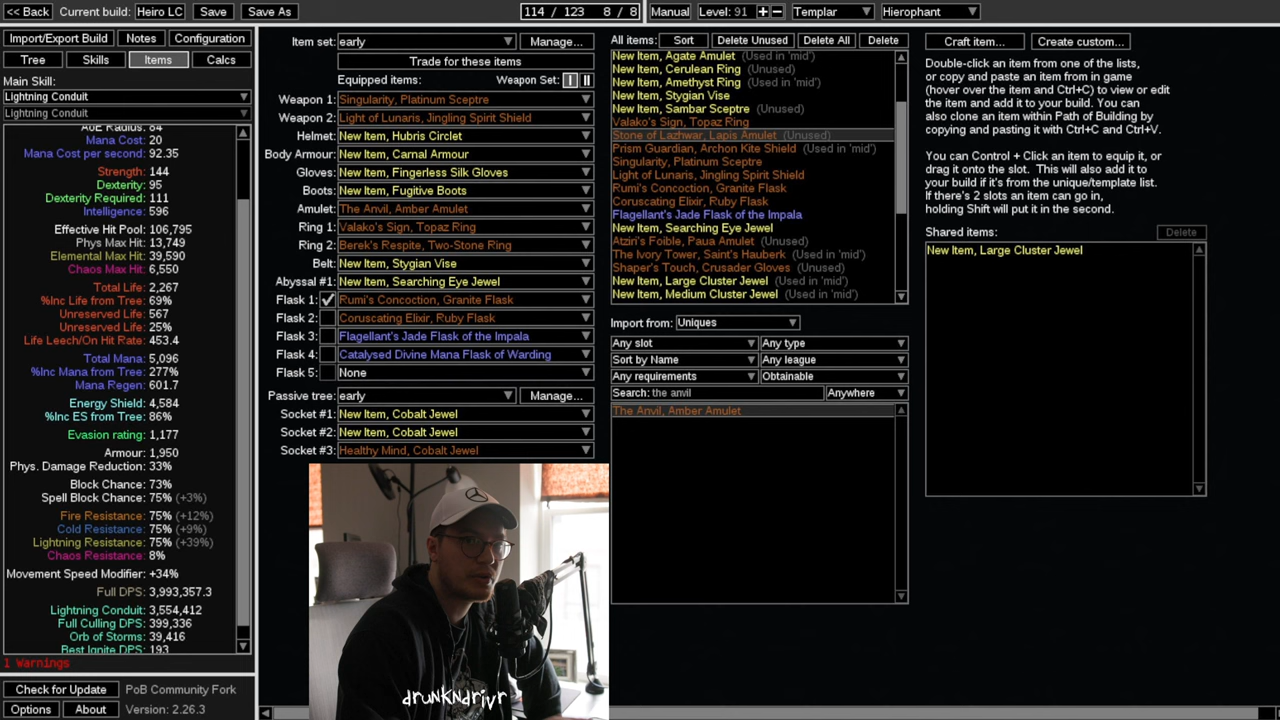 << Back
Current build: Heiro LC
Save
Save As
114 / 123 8 / 8
Manual
Level: 91
Templar
Hierophant
Import/Export Build
Notes
Configuration
Tree
Skills
Items
Calcs
Main Skill:
Lightning Conduit
Lightning Conduit
AoE Radius: 84
Mana Cost: 20
Mana Cost per second: 92.35
Strength: 144
Dexterity: 95
Dexterity Required: 111
Intelligence: 596
Effective Hit Pool: 106,795
Phys Max Hit: 13,749
Elemental Max Hit: 39,590
Chaos Max Hit: 6,550
Total Life: 2,267
%Inc Life from Tree: 69%
Unreserved Life: 567
Unreserved Life: 25%
Life Leech/On Hit Rate: 453.4
Total Mana: 5,096
%Inc Mana from Tree: 277%
Mana Regen: 601.7
Energy Shield: 4,584
%Inc ES from Tree: 86%
Evasion rating: 1,177
Armour: 1,950
Phys. Damage Reduction: 33%
Block Chance: 73%
Spell Block Chance: 75% (+3%)
Fire Resistance: 75% (+12%)
Cold Resistance: 75% (+9%)
Lightning Resistance: 75% (+39%)
Chaos Resistance: 8%
Movement Speed Modifier: +34%
Full DPS: 3,993,357.3
Lightning Conduit: 3,554,412
Full Culling DPS: 399,336
Orb of Storms: 39,416
Best Ignite DPS: 193
1 Warnings
Check for Update
PoB Community Fork
Options
About
Version: 2.26.3
Item set: early
Manage...
Trade for these items
Equipped items:
Weapon Set: I II
Weapon 1: Singularity, Platinum Sceptre
Weapon 2: Light of Lunaris, Jingling Spirit Shield
Helmet: New Item, Hubris Circlet
Body Armour: New Item, Carnal Armour
Gloves: New Item, Fingerless Silk Gloves
Boots: New Item, Fugitive Boots
Amulet: The Anvil, Amber Amulet
Ring 1: Valako's Sign, Topaz Ring
Ring 2: Berek's Respite, Two-Stone Ring
Belt: New Item, Stygian Vise
Abyssal #1: New Item, Searching Eye Jewel
Flask 1: Rumi's Concoction, Granite Flask
Flask 2: Coruscating Elixir, Ruby Flask
Flask 3: Flagellant's Jade Flask of the Impala
Flask 4: Catalysed Divine Mana Flask of Warding
Flask 5: None
Passive tree: early
Manage...
Socket #1: New Item, Cobalt Jewel
Socket #2: New Item, Cobalt Jewel
Socket #3: Healthy Mind, Cobalt Jewel
drunkndrivr
All items:
Sort
Delete Unused
Delete All
Delete
New Item, Agate Amulet (Used in 'mid')
New Item, Cerulean Ring (Unused)
New Item, Amethyst Ring (Used in 'mid')
New Item, Stygian Vise
New Item, Sambar Sceptre (Unused)
Valako's Sign, Topaz Ring
Stone of Lazhwar, Lapis Amulet (Unused)
Prism Guardian, Archon Kite Shield (Used in 'mid')
Singularity, Platinum Sceptre
Light of Lunaris, Jingling Spirit Shield
Rumi's Concoction, Granite Flask
Coruscating Elixir, Ruby Flask
Flagellant's Jade Flask of the Impala
New Item, Searching Eye Jewel
Atziri's Foible, Paua Amulet (Unused)
The Ivory Tower, Saint's Hauberk (Used in 'mid')
Shaper's Touch, Crusader Gloves (Unused)
New Item, Large Cluster Jewel (Used in 'mid')
New Item, Medium Cluster Jewel (Used in 'mid')
Import from: Uniques
Any slot
Any type
Sort by Name
Any league
Any requirements
Obtainable
Search: the anvil
Anywhere
The Anvil, Amber Amulet
Craft item...
Create custom...
Double-click an item from one of the lists,
or copy and paste an item from in game
(hover over the item and Ctrl+C) to view or edit
the item and add it to your build. You can
also clone an item within Path of Building by
copying and pasting it with Ctrl+C and Ctrl+V.
You can Control + Click an item to equip it, or
drag it onto the slot. This will also add it to
your build if it's from the unique/template list.
If there's 2 slots an item can go in,
holding Shift will put it in the second.
Shared items:
Delete
New Item, Large Cluster Jewel